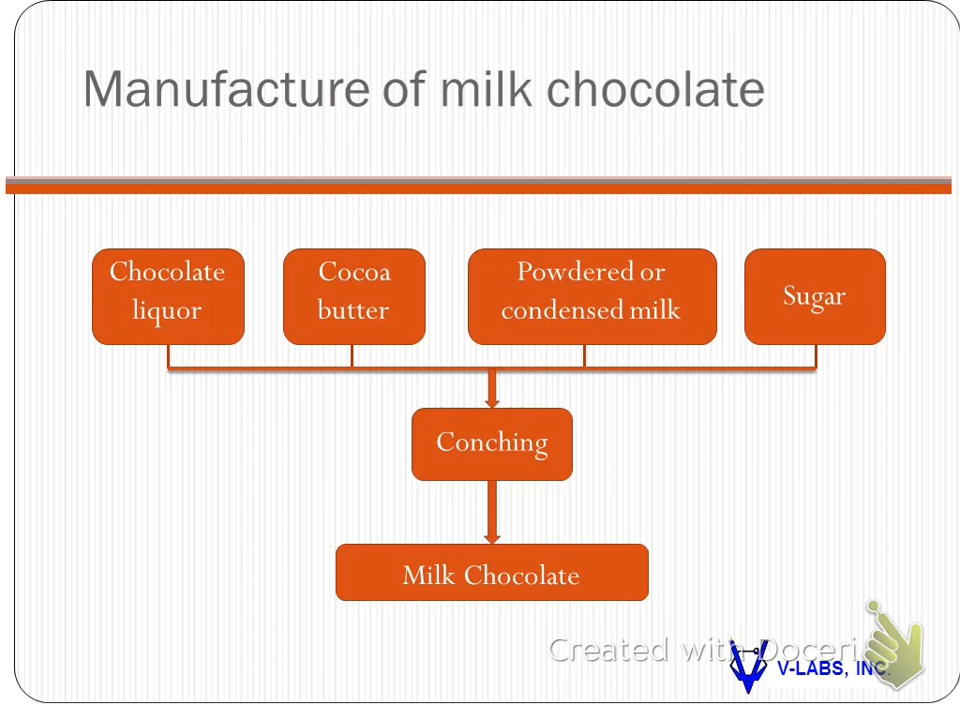 Manufacture of milk chocolate
Chocolate
liquor
Cocoa
butter
Powdered or
condensed milk
Sugar
Conching
Milk Chocolate
Created with Doceri
V-LABS, INC.